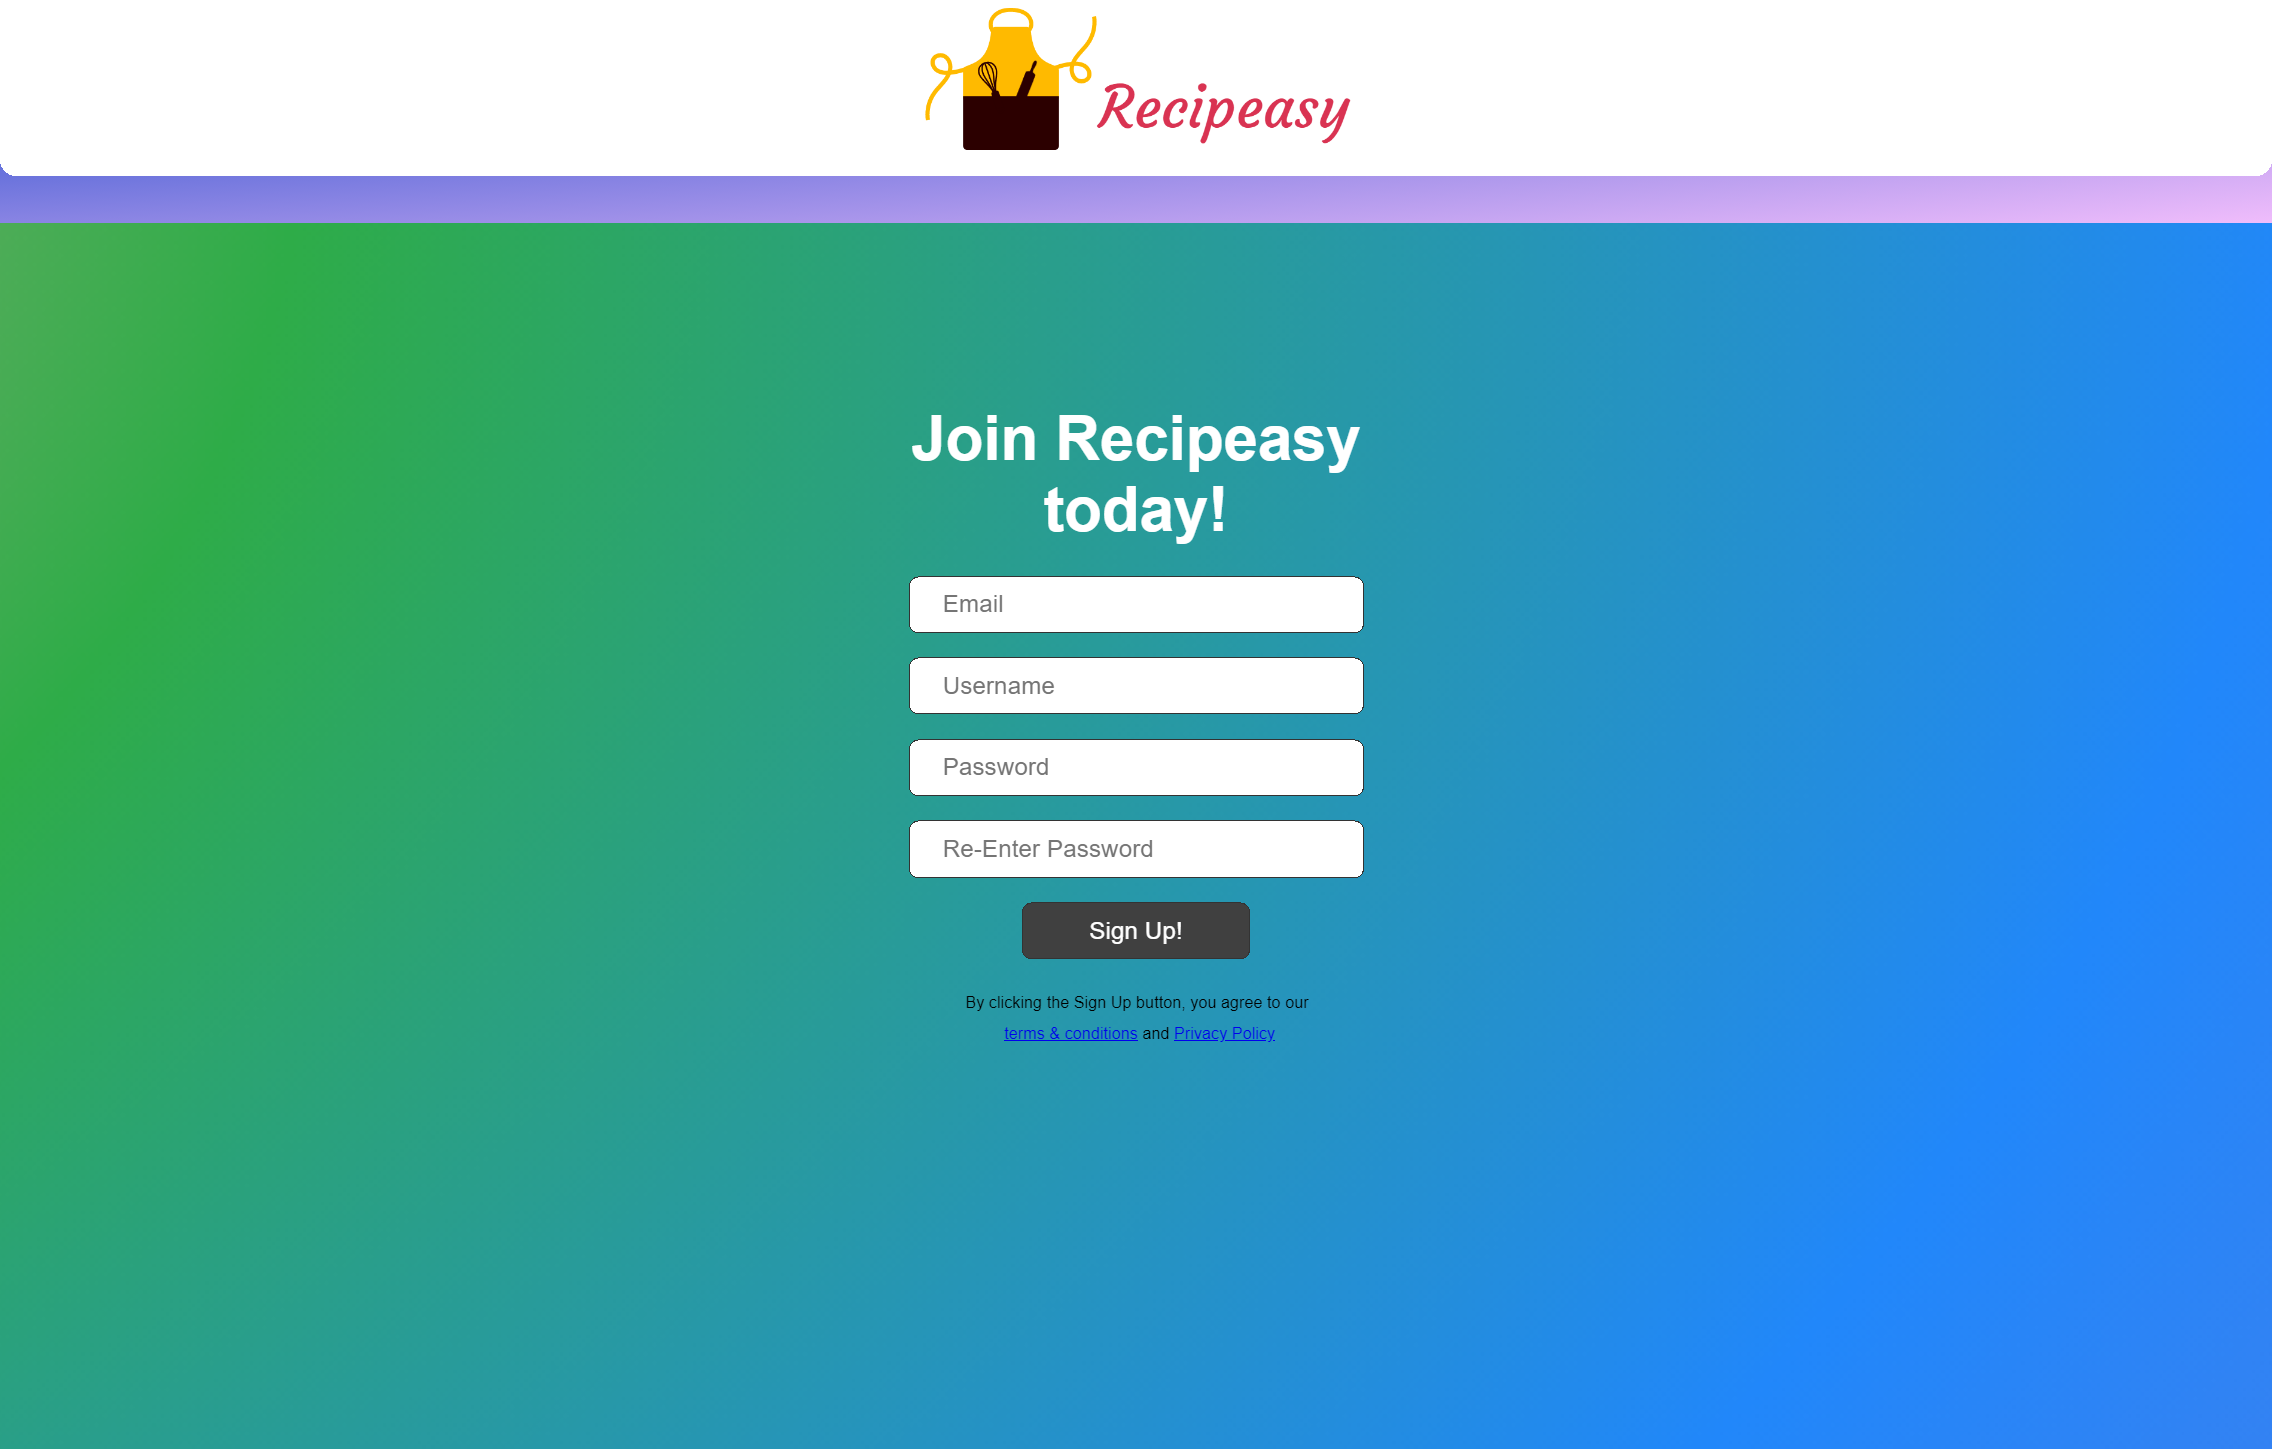 Recipeasy
Join Recipeasy
today!
Email
Username
Password
Re-Enter Password
Sign Up!
By clicking the Sign Up button, you agree to our
terms & conditions and Privacy Policy